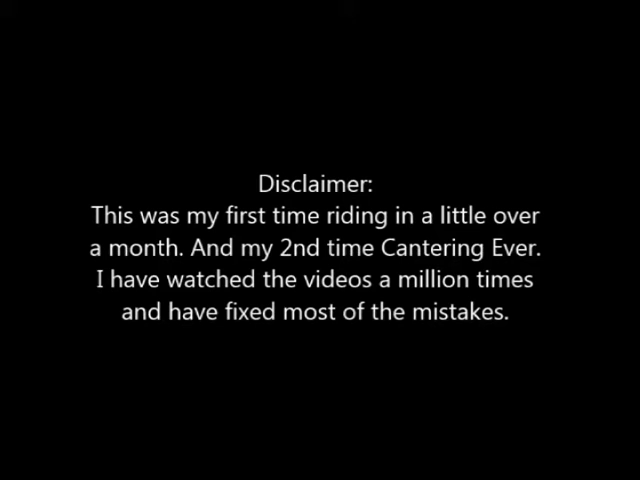 Disclaimer:
This was my first time riding in a little over
a month. And my 2nd time Cantering Ever.
I have watched the videos a million times
and have fixed most of the mistakes.